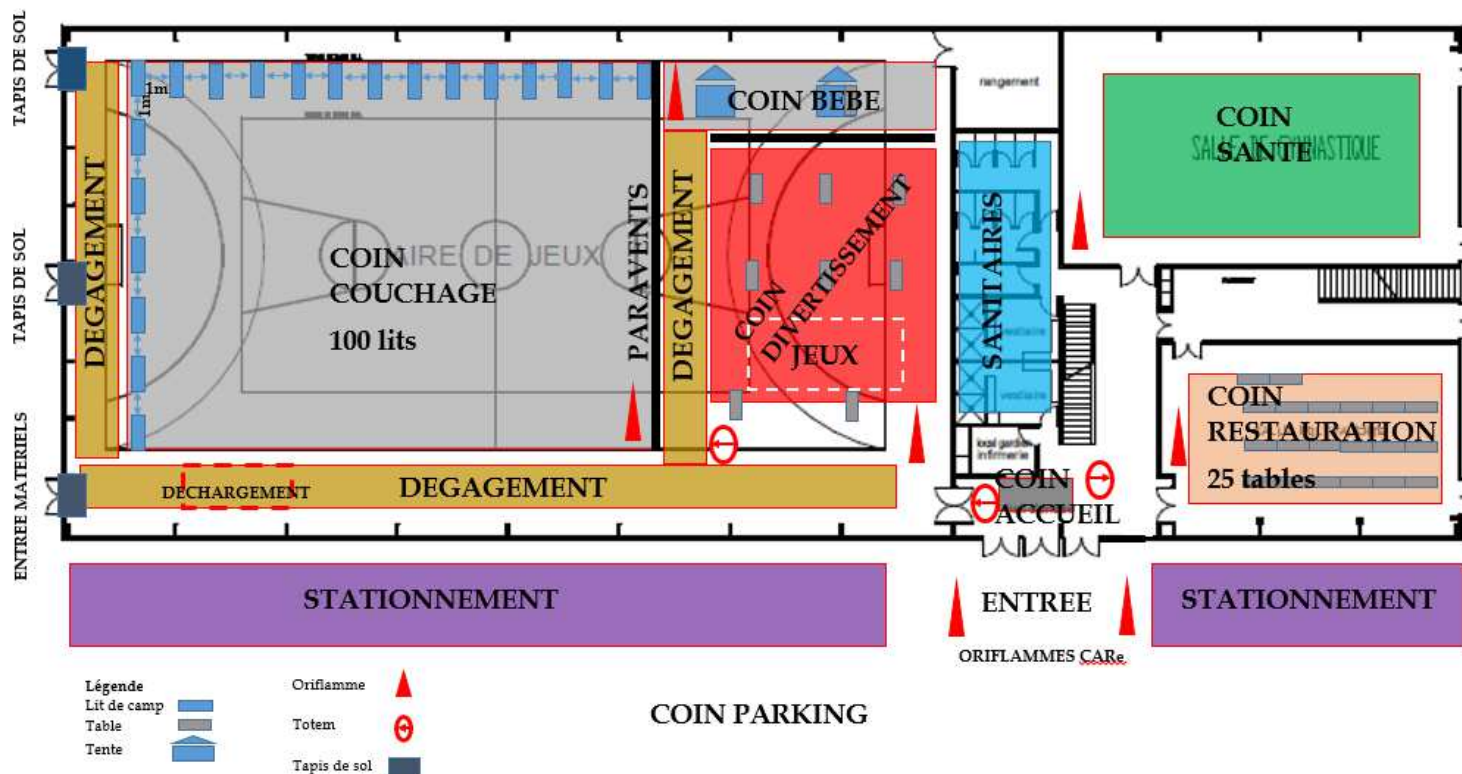 TAPIS DE SOL
TAPIS DE SOL
ENTREE MATERIELS
DEGAGEMENT
1m
1m
COIN
COUCHAGE
100 lits
AIRE DE JEUX
PARAVENTS
COIN BEBE
DEGAGEMENT
COIN
DIVERTISSEMENT
JEUX
rangement
SANITAIRES
vestiaire
vestiaire
local gardien
infirmerie
COIN
SANTE
SALLE DE GYMNASTIQUE
COIN
RESTAURATION
25 tables
DECHARGEMENT
DEGAGEMENT
COIN
ACCUEIL
STATIONNEMENT
ENTREE
STATIONNEMENT
ORIFLAMMES CARe
Légende
Lit de camp
Table
Tente
Oriflamme
Totem
Tapis de sol
COIN PARKING